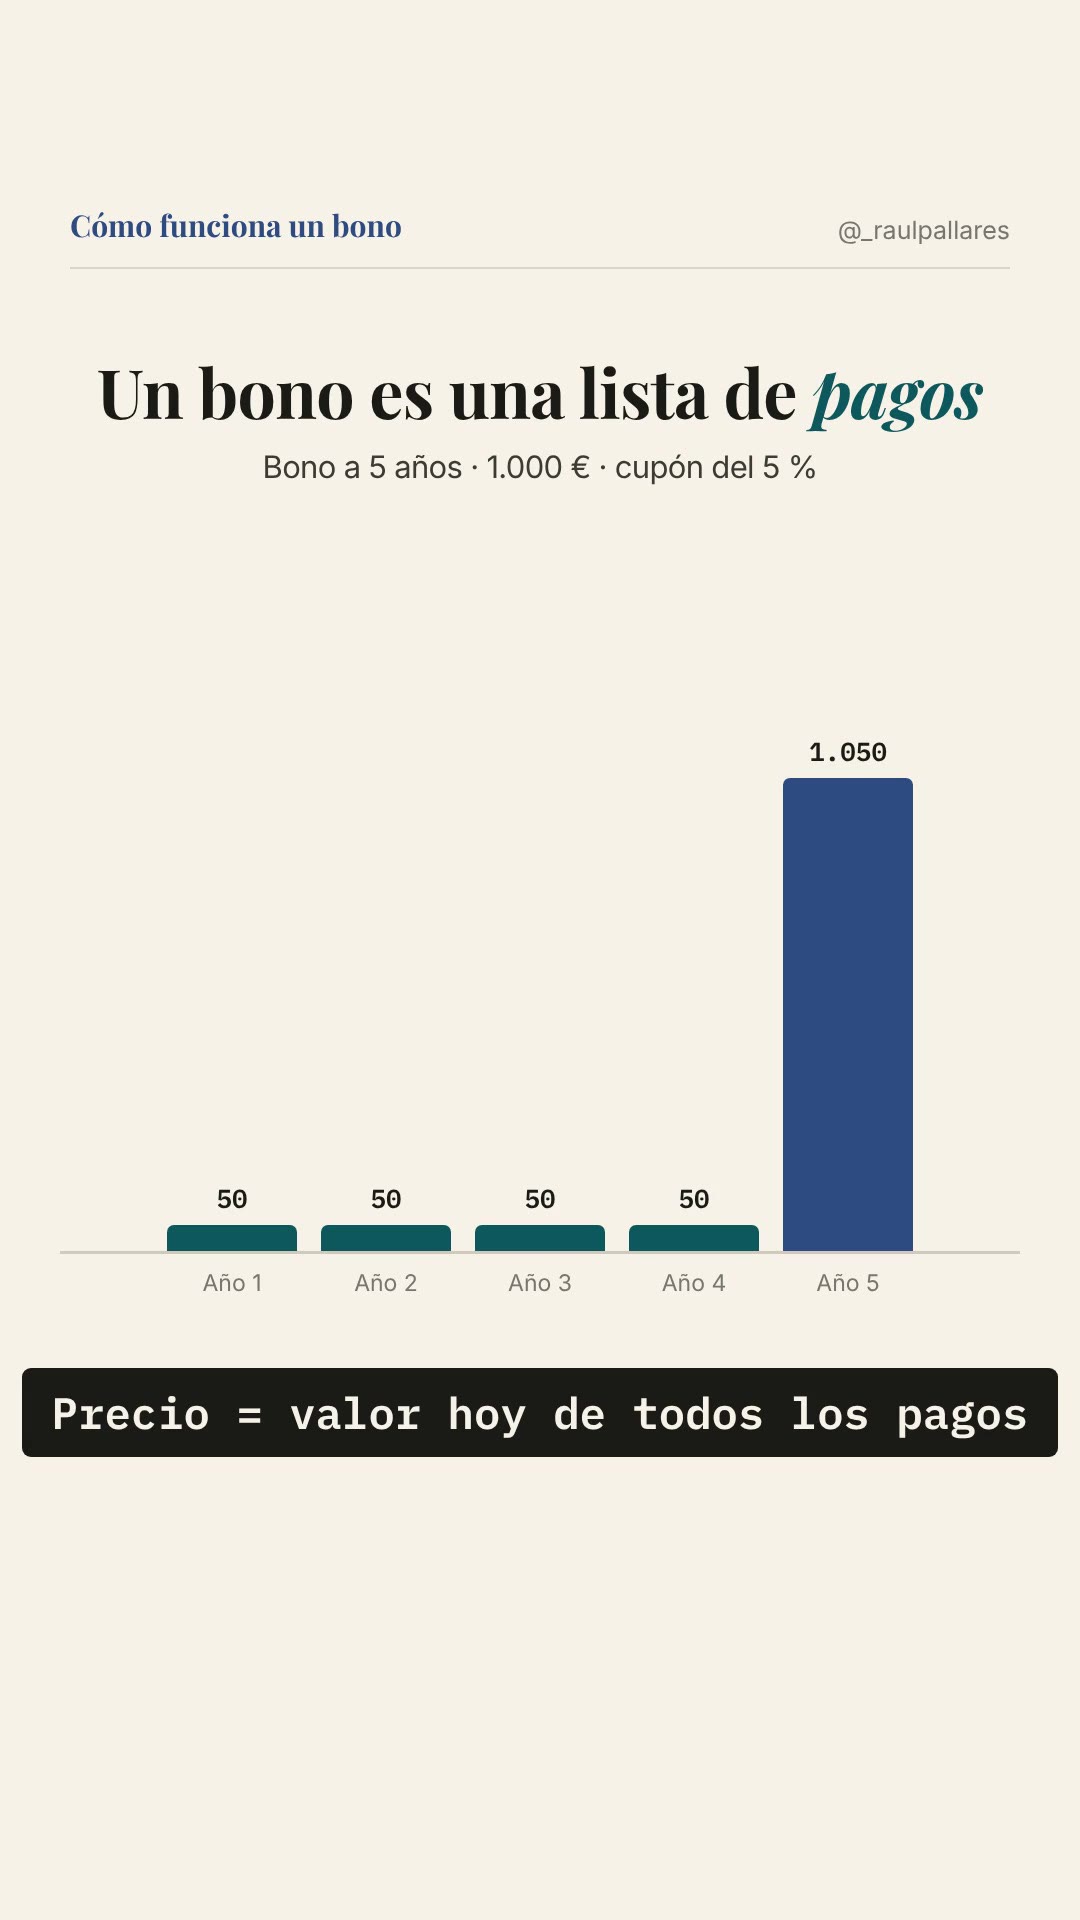 Cómo funciona un bono
@_raulpallares
Un bono es una lista de pagos
Bono a 5 años · 1.000 € · cupón del 5 %
1.050
50 50 50 50
Año 1 Año 2 Año 3 Año 4 Año 5
Precio = valor hoy de todos los pagos